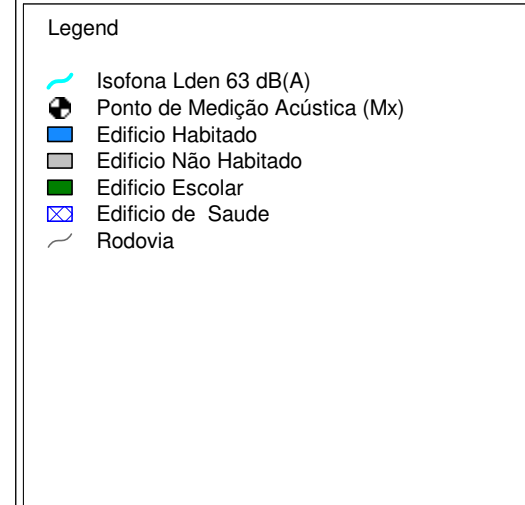 Legend
Isofona Lden 63 dB(A)
Ponto de Medição Acústica (Mx)
Edificio Habitado
Edificio Não Habitado
Edificio Escolar
Edificio de  Saude
Rodovia